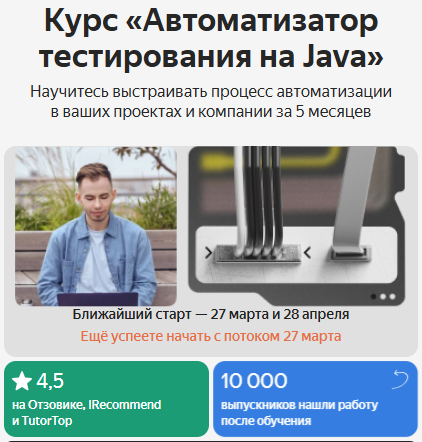 Курс «Автоматизатор
тестирования на Java»
Научитесь выстраивать процесс автоматизации
в ваших проектах и компании за 5 месяцев
Ближайший старт — 27 марта и 28 апреля
Ещё успеете начать с потоком 27 марта
4,5
на Отзовике, IRecommend
и TutorTop
10 000
выпускников нашли работу
после обучения